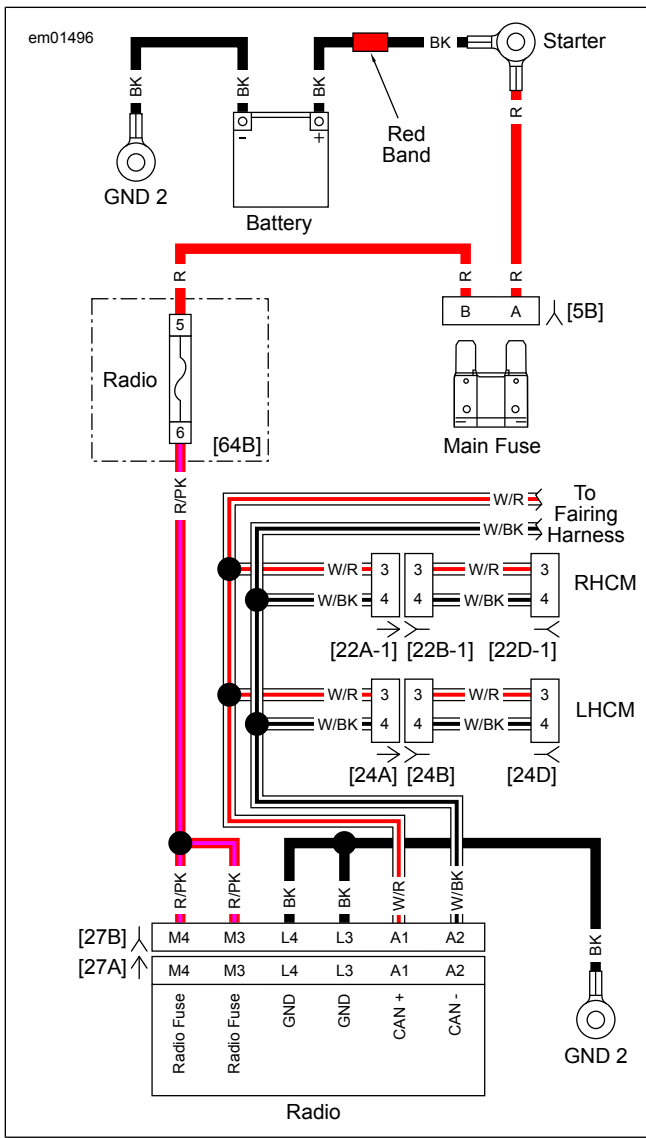 em01496
BK
Starter
BK
BK
R
Red
Band
GND 2
-
+
Battery
R
R
R
B
A
[5B]
Radio
5
6
[64B]
Main Fuse
R/PK
W/R
W/BK
To
Fairing
Harness
W/R 3 3 W/R 3
W/BK 4 4 W/BK 4
RHCM
[22A-1] [22B-1] [22D-1]
W/R 3 3 W/R 3
W/BK 4 4 W/BK 4
LHCM
[24A] [24B] [24D]
R/PK R/PK BK BK W/R W/BK
BK
[27B] M4 M3 L4 L3 A1 A2
[27A] M4 M3 L4 L3 A1 A2
Radio Fuse
Radio Fuse
GND
GND
CAN +
CAN -
GND 2
Radio